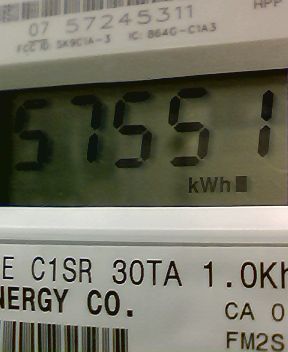 07 57245311
HPP
FCC ID: SK9C1A-3 IC: 864G-C1A3
57551
kWh
E C1SR 30TA 1.0Kh
NERGY CO.
CA 0
FM2S